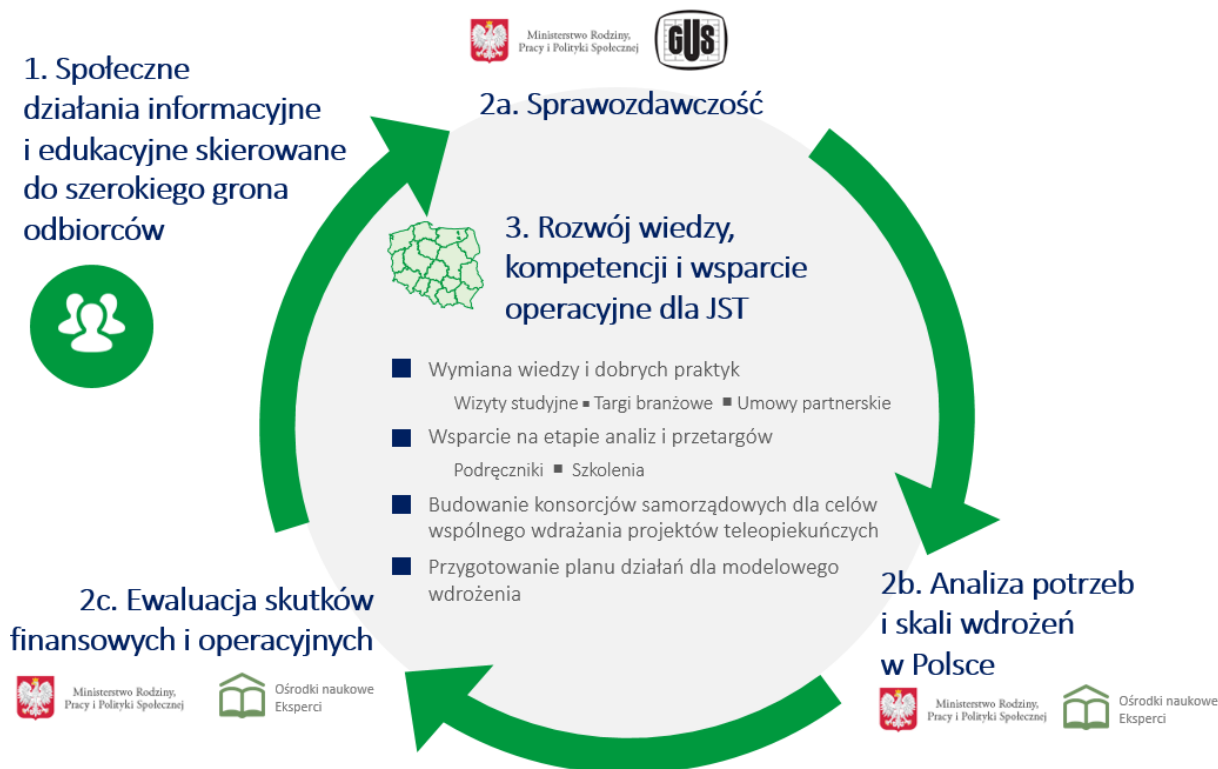 Ministerstwo Rodziny,
Pracy i Polityki Społecznej
GUS
1. Społeczne
działania informacyjne
i edukacyjne skierowane
do szerokiego grona
odbiorców
2a. Sprawozdawczość
3. Rozwój wiedzy,
kompetencji i wsparcie
operacyjne dla JST
Wymiana wiedzy i dobrych praktyk
Wizyty studyjne ▪ Targi branżowe ▪ Umowy partnerskie
Wsparcie na etapie analiz i przetargów
Podręczniki ▪ Szkolenia
Budowanie konsorcjów samorządowych dla celów
wspólnego wdrażania projektów teleopiekuńczych
Przygotowanie planu działań dla modelowego
wdrożenia
2b. Analiza potrzeb
i skali wdrożeń
w Polsce
Ministerstwo Rodziny,
Pracy i Polityki Społecznej
Ośrodki naukowe
Eksperci
2c. Ewaluacja skutków
finansowych i operacyjnych
Ministerstwo Rodziny,
Pracy i Polityki Społecznej
Ośrodki naukowe
Eksperci